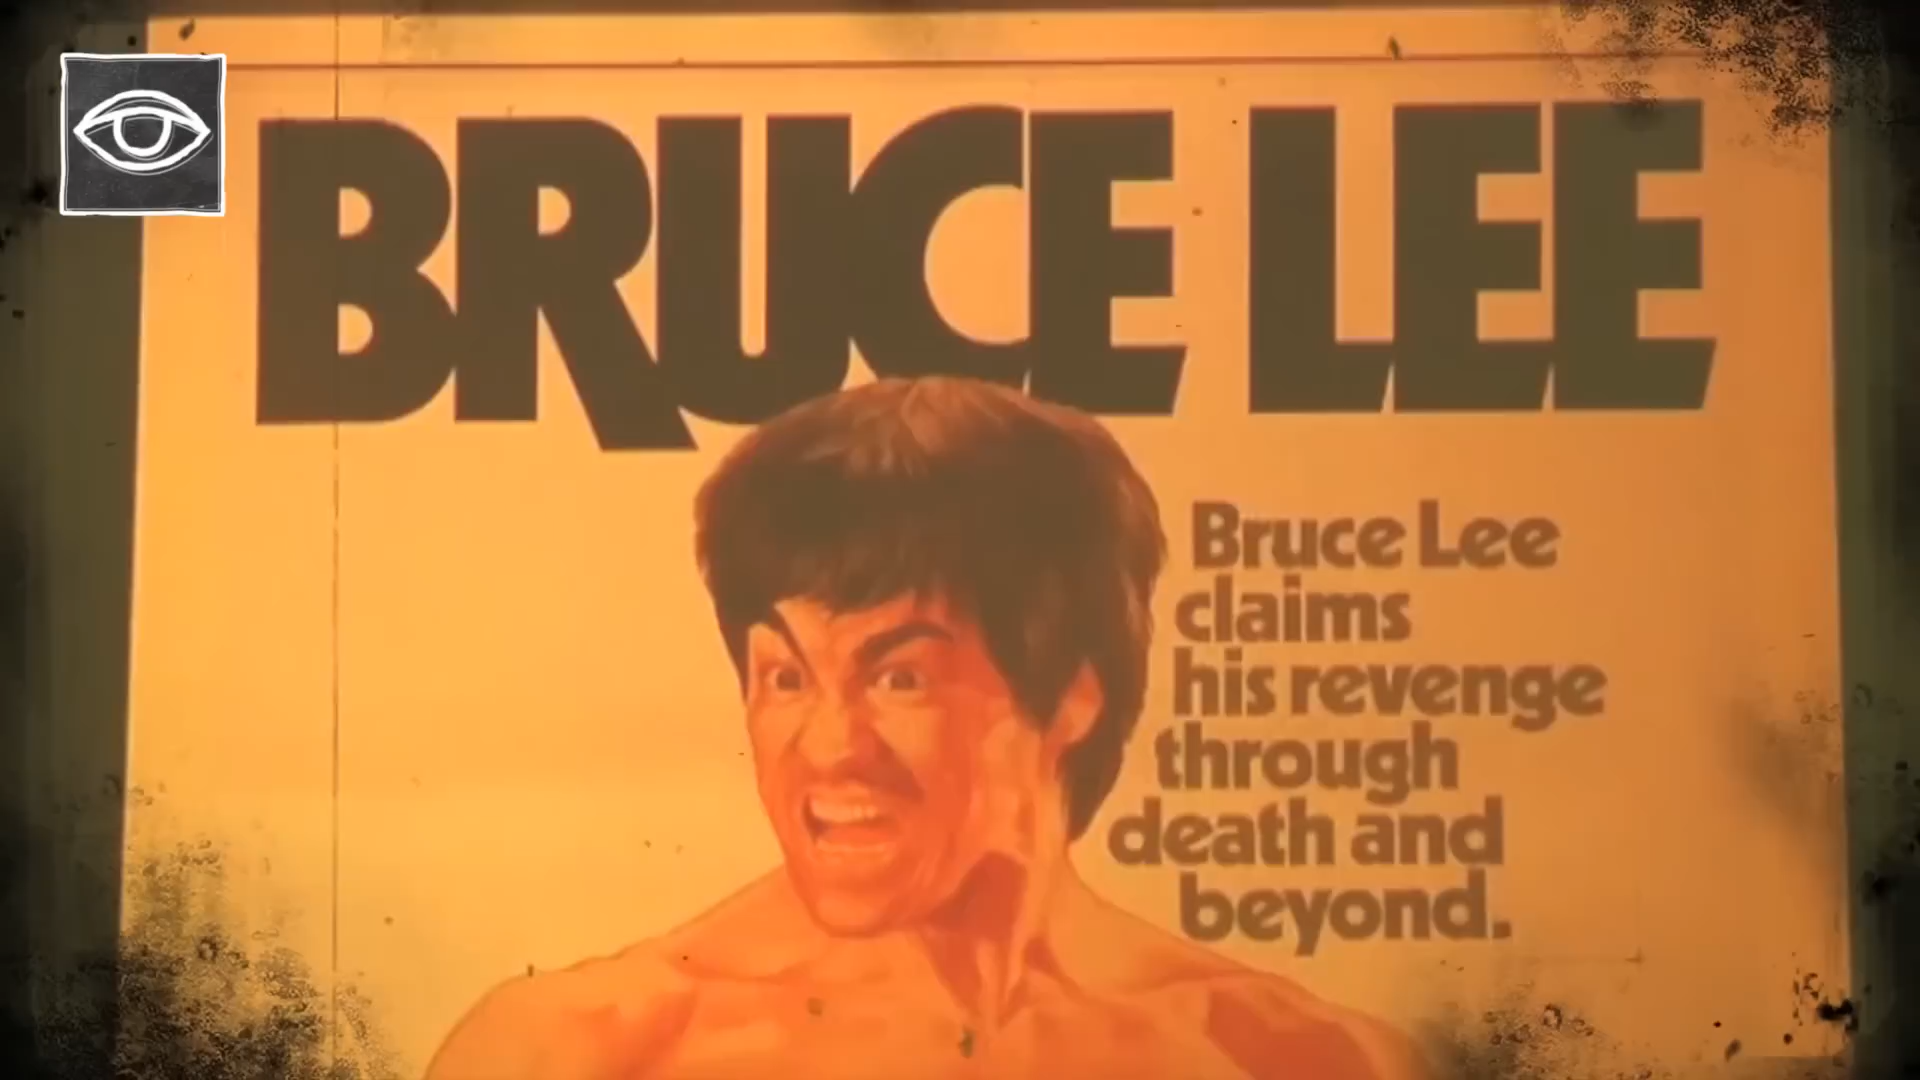 BRUCE LEE
Bruce Lee
claims
his revenge
through
death and
beyond.